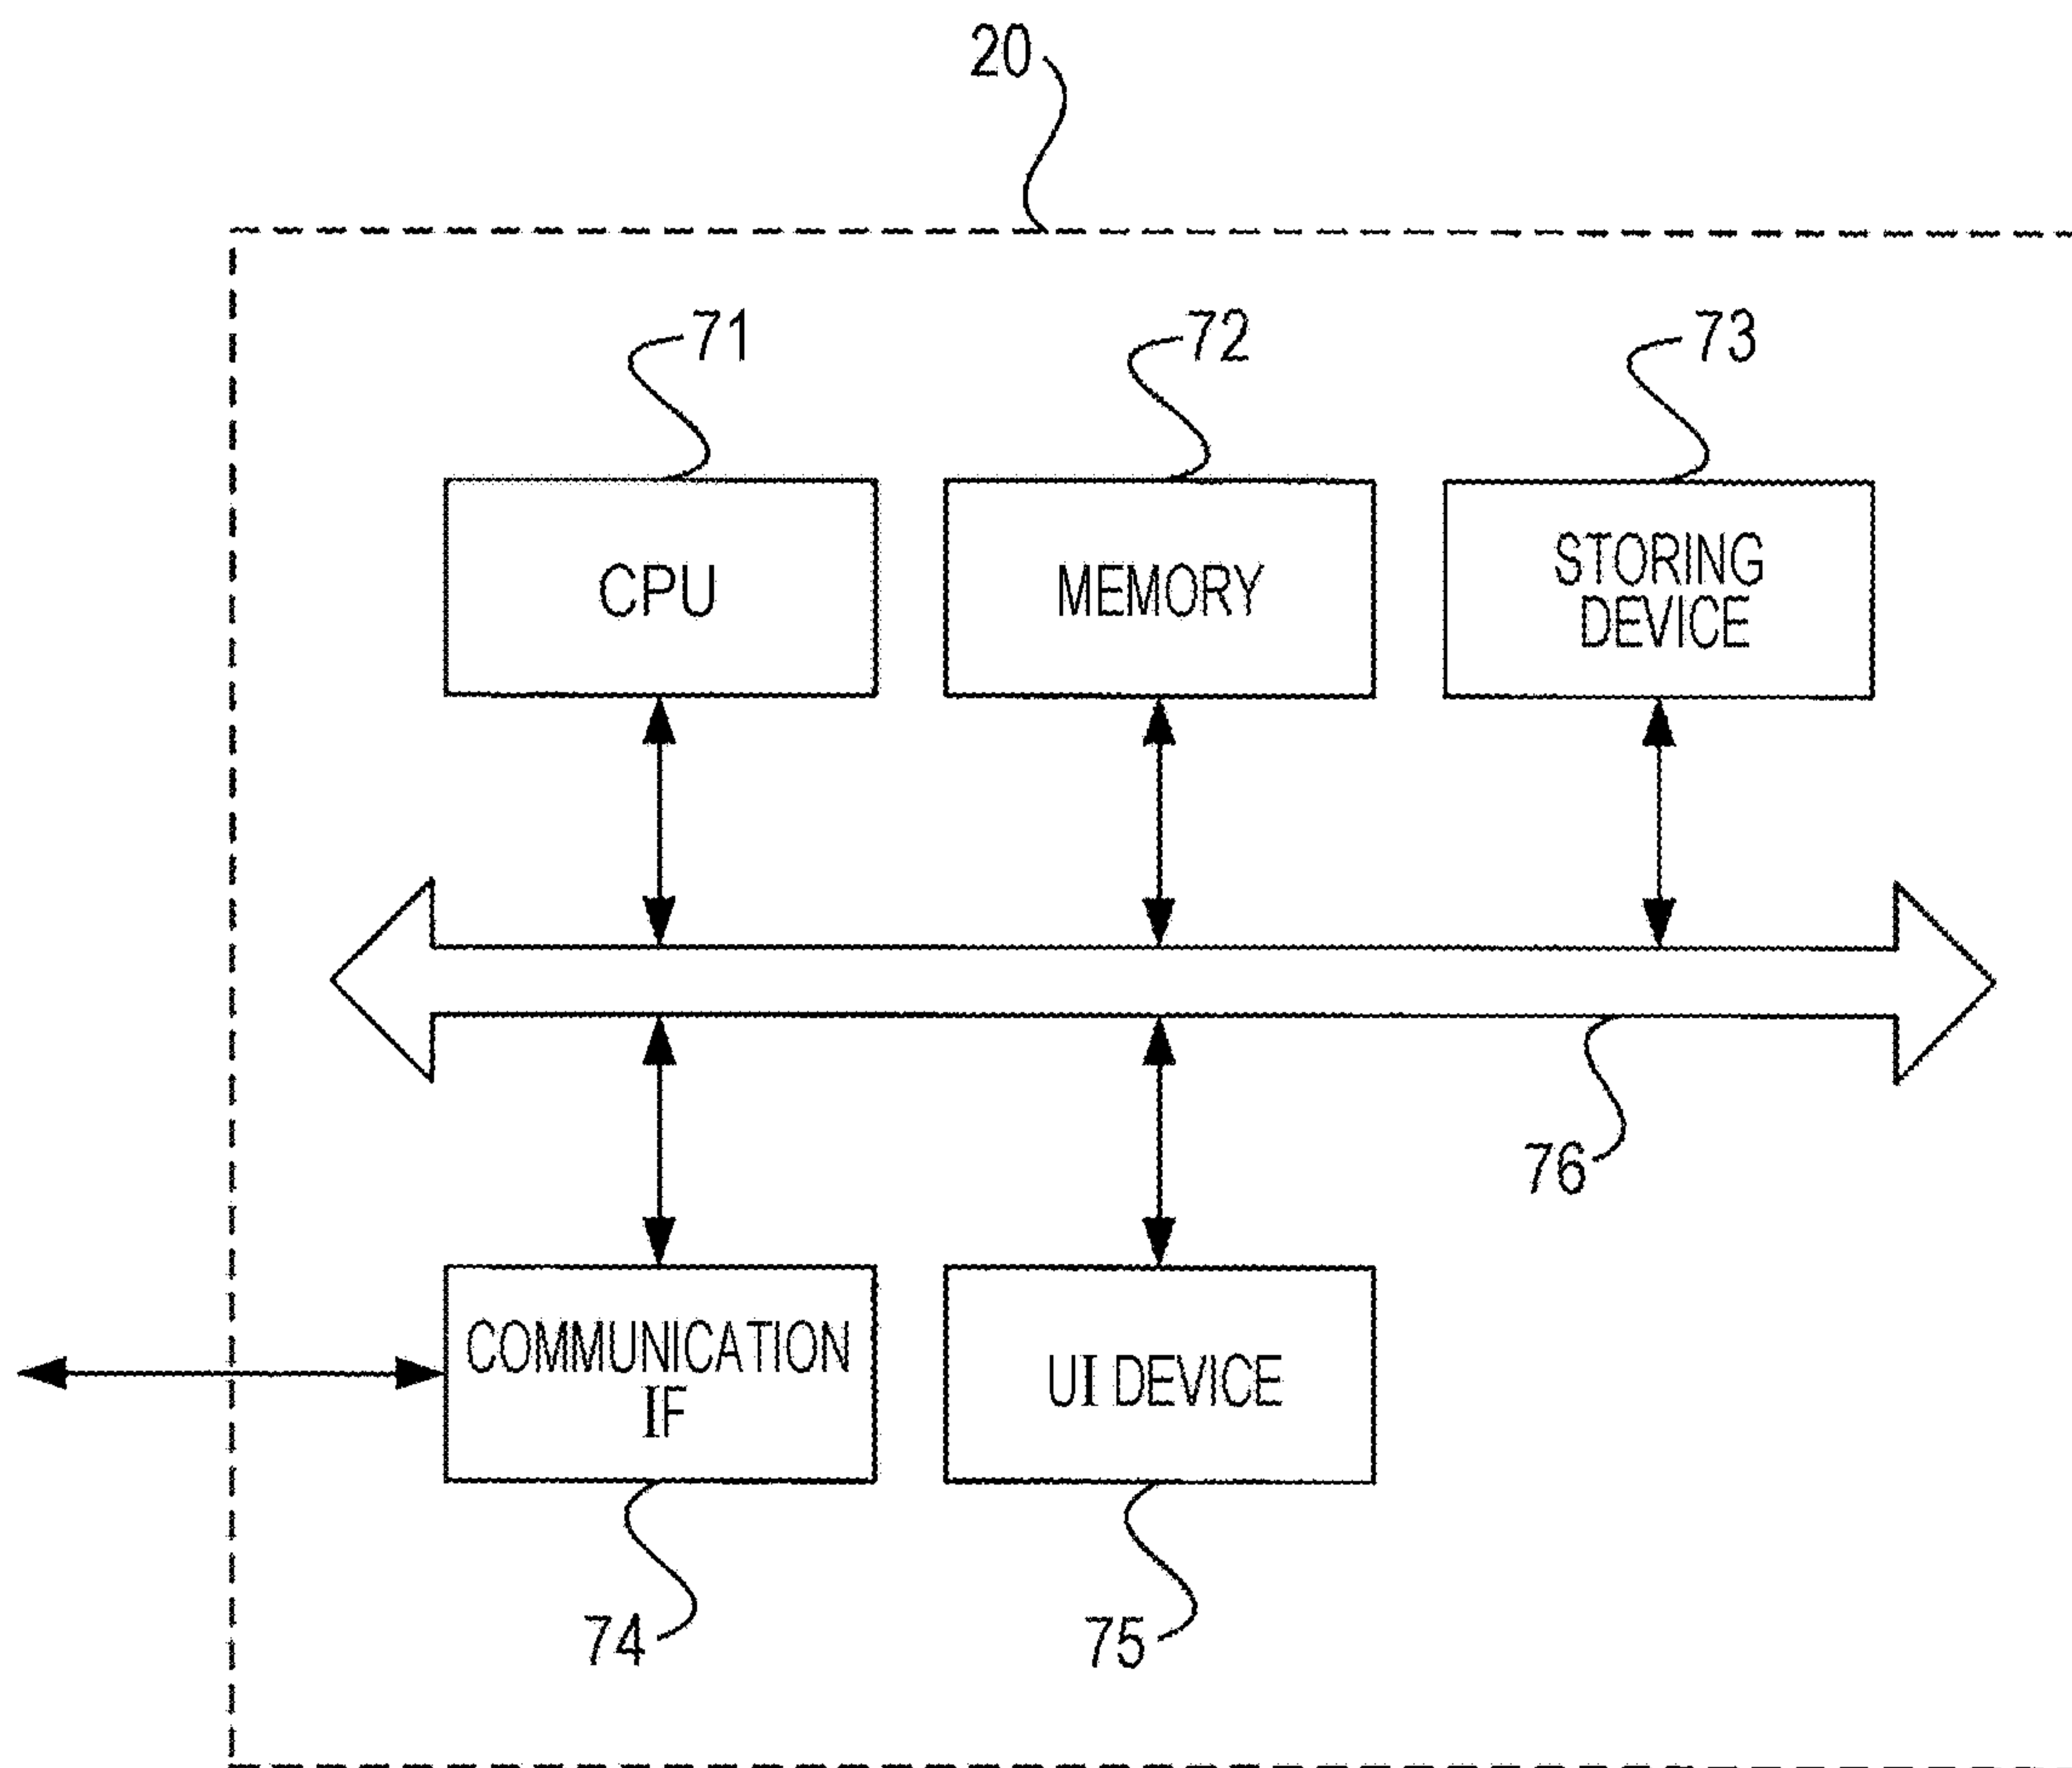 20
71
72
73
CPU
MEMORY
STORING
DEVICE
76
COMMUNICATION
IF
UI DEVICE
74
75